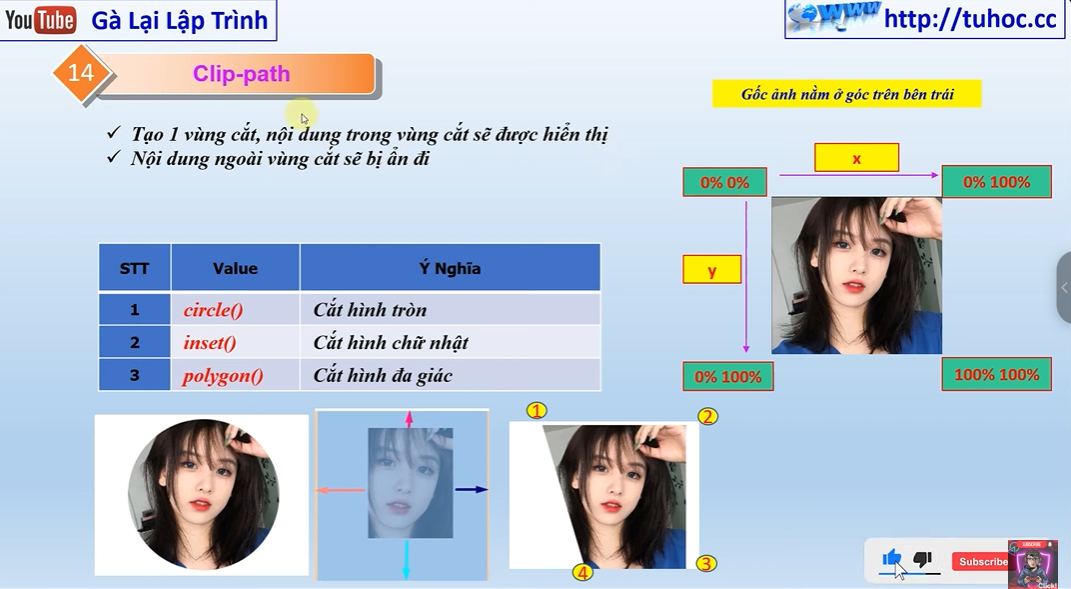 YouTube Gà Lại Lập Trình
WWW http://tuhoc.cc
14 Clip-path
Gốc ảnh nằm ở góc trên bên trái
✓ Tạo 1 vùng cắt, nội dung trong vùng cắt sẽ được hiển thị
✓ Nội dung ngoài vùng cắt sẽ bị ẩn đi
x
0% 0%
0% 100%
y
0% 100%
100% 100%
STT Value Ý Nghĩa
1 circle() Cắt hình tròn
2 inset() Cắt hình chữ nhật
3 polygon() Cắt hình đa giác
1
2
3
4
Subscribe
SUBSCRIBE
Click!